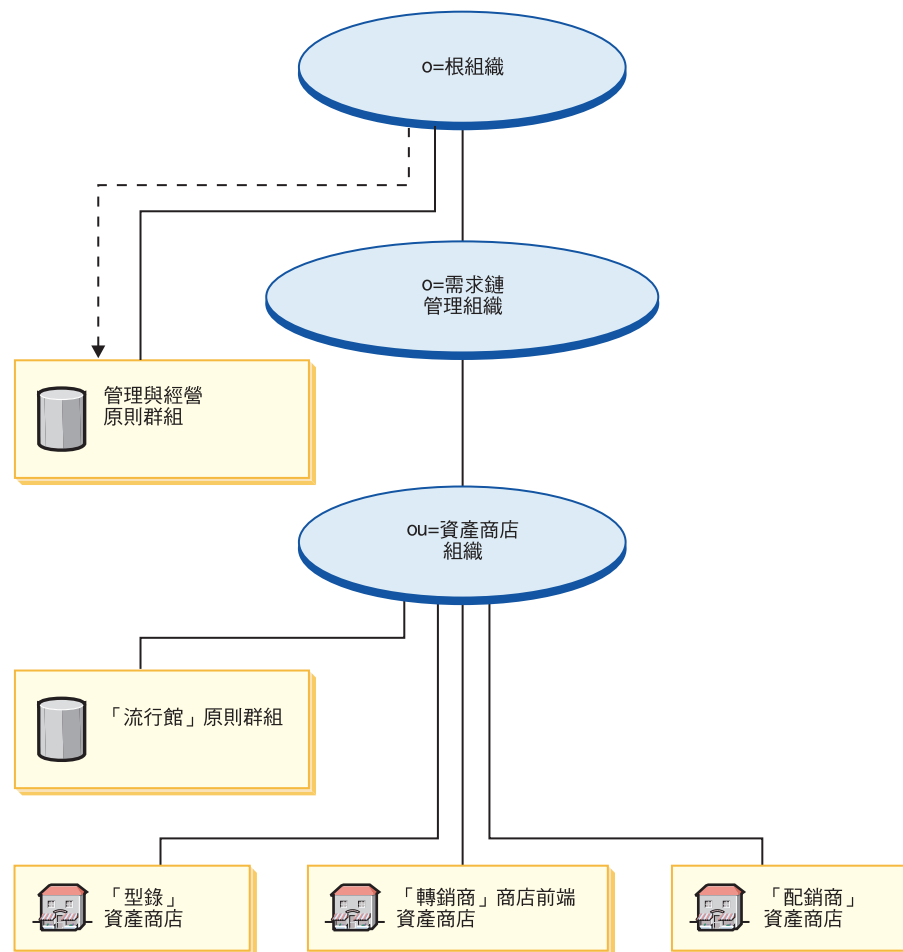 o=根組織
o=需求鏈
管理組織
管理與經營
原則群組
ou=資產商店
組織
「流行館」原則群組
「型錄」
資產商店
「轉銷商」商店前端
資產商店
「配銷商」
資產商店